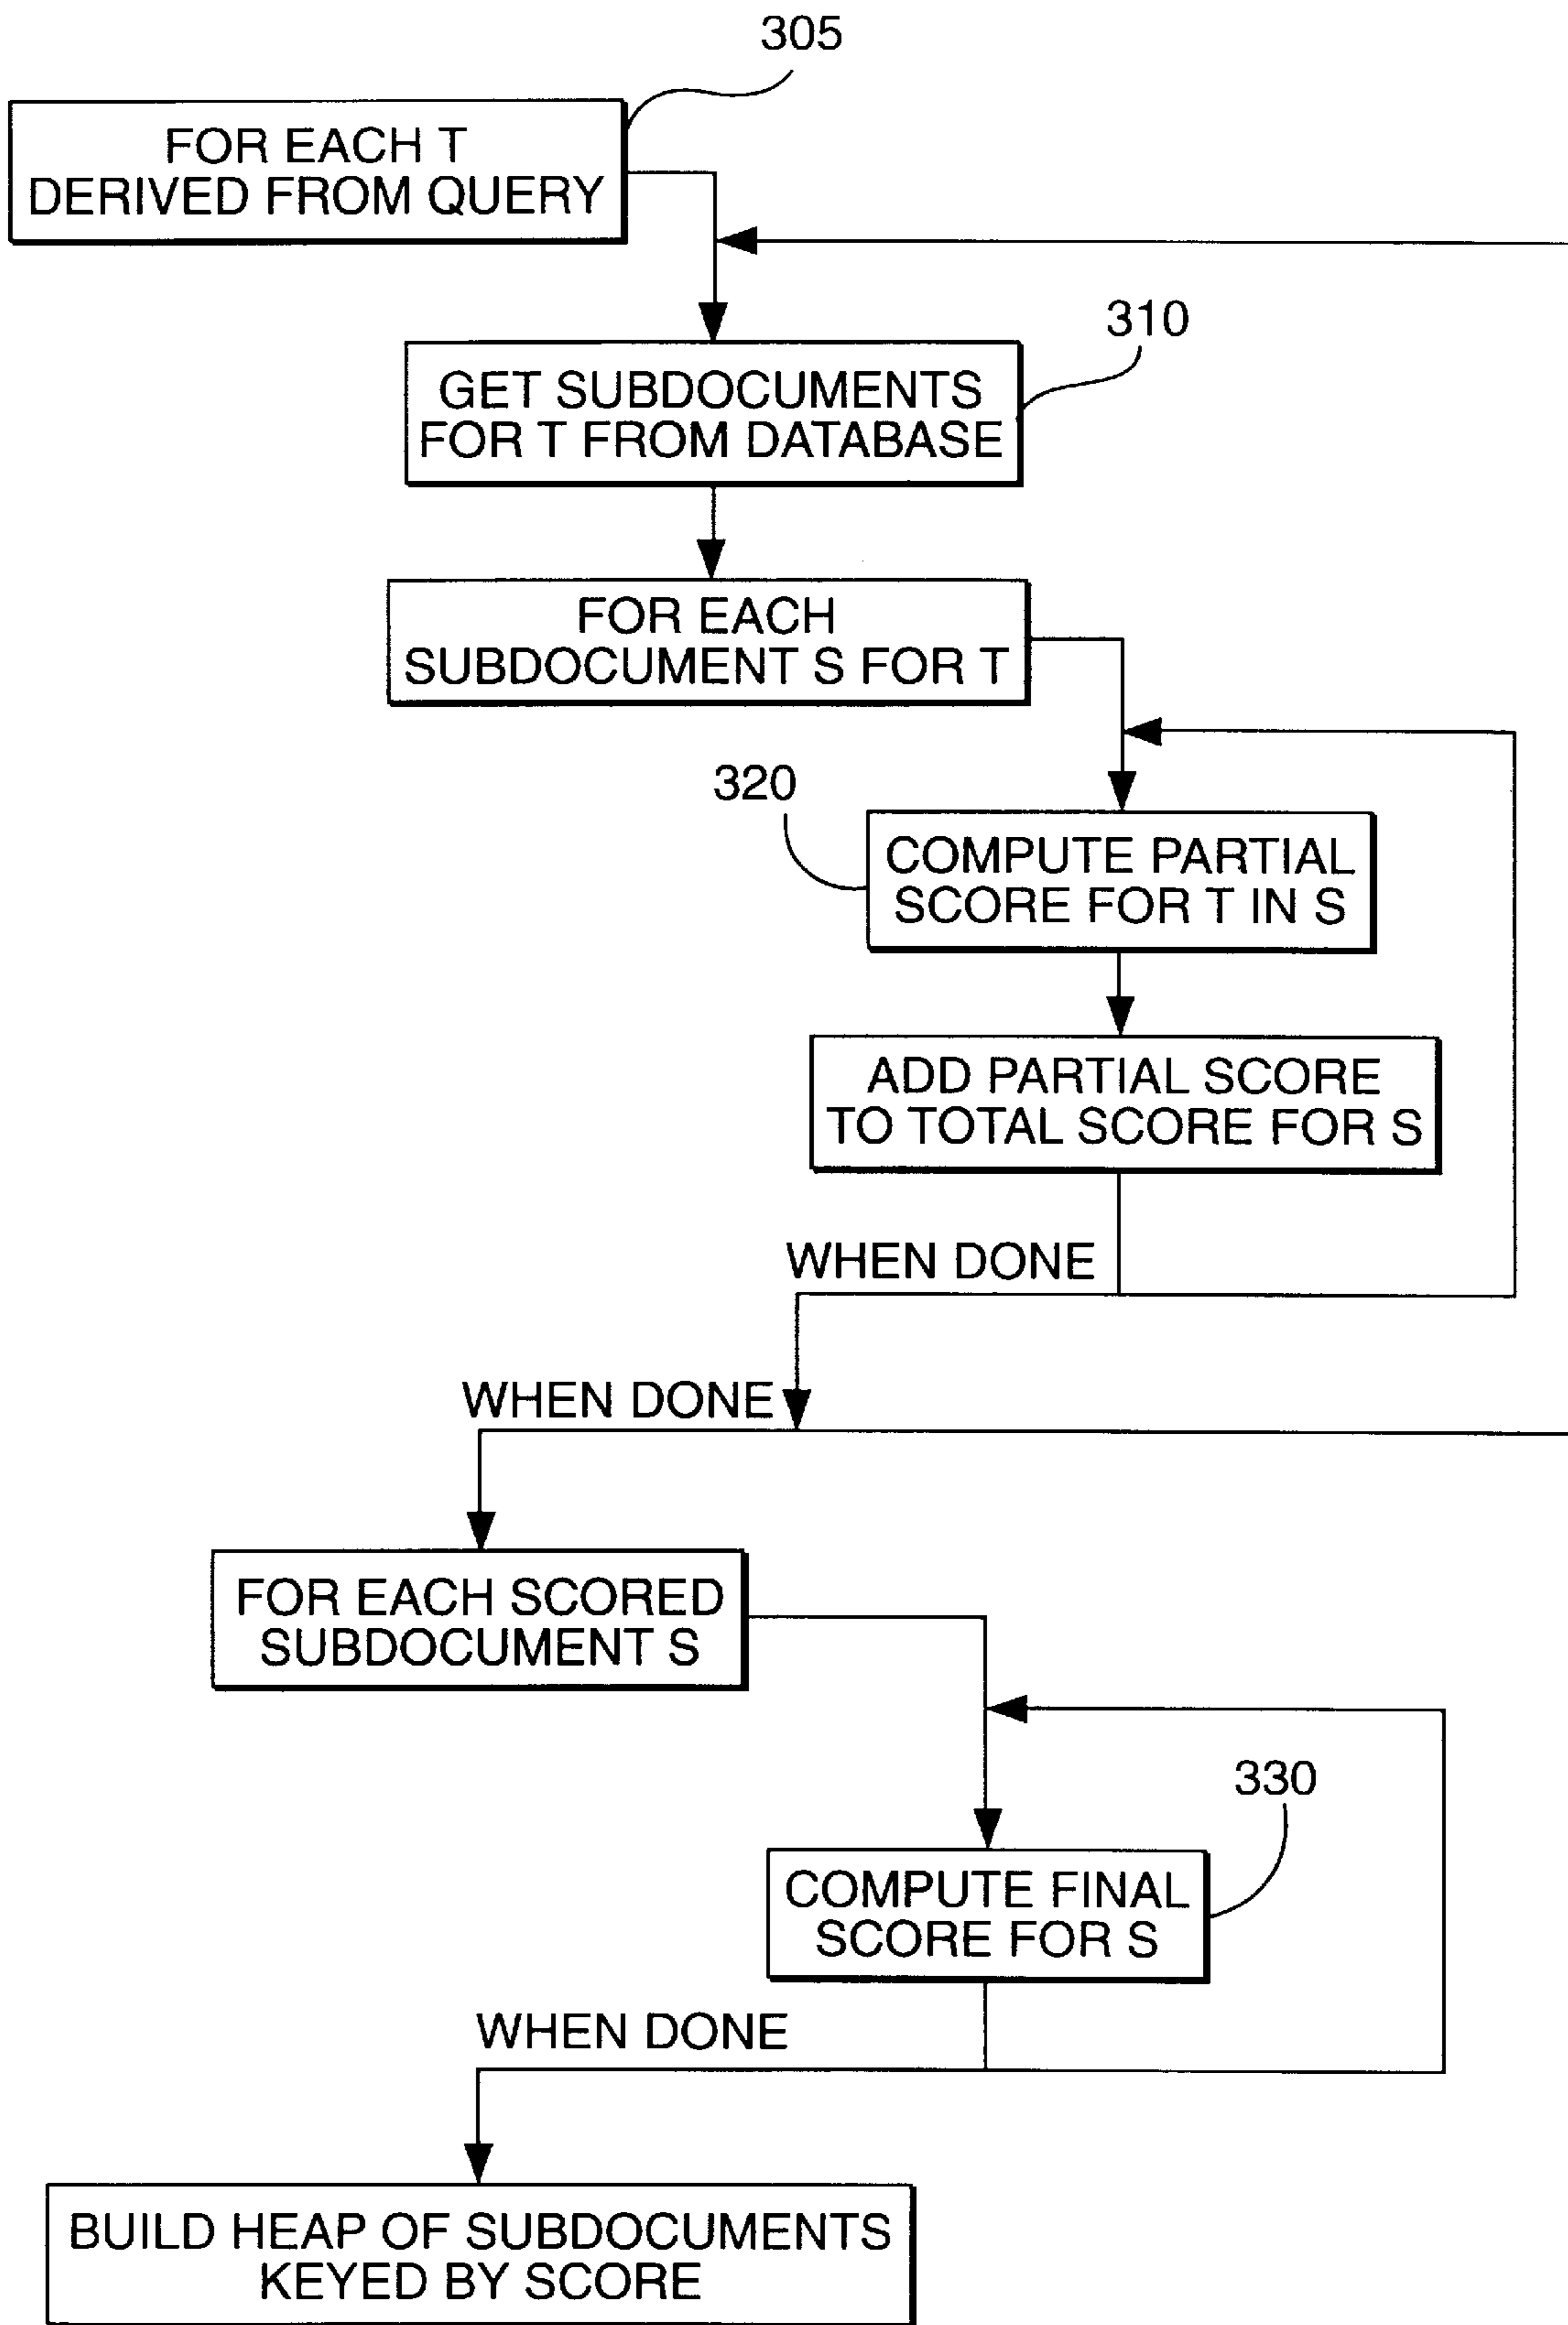 305
FOR EACH T
DERIVED FROM QUERY
310
GET SUBDOCUMENTS
FOR T FROM DATABASE
FOR EACH
SUBDOCUMENT S FOR T
320
COMPUTE PARTIAL
SCORE FOR T IN S
ADD PARTIAL SCORE
TO TOTAL SCORE FOR S
WHEN DONE
WHEN DONE
FOR EACH SCORED
SUBDOCUMENT S
330
COMPUTE FINAL
SCORE FOR S
WHEN DONE
BUILD HEAP OF SUBDOCUMENTS
KEYED BY SCORE